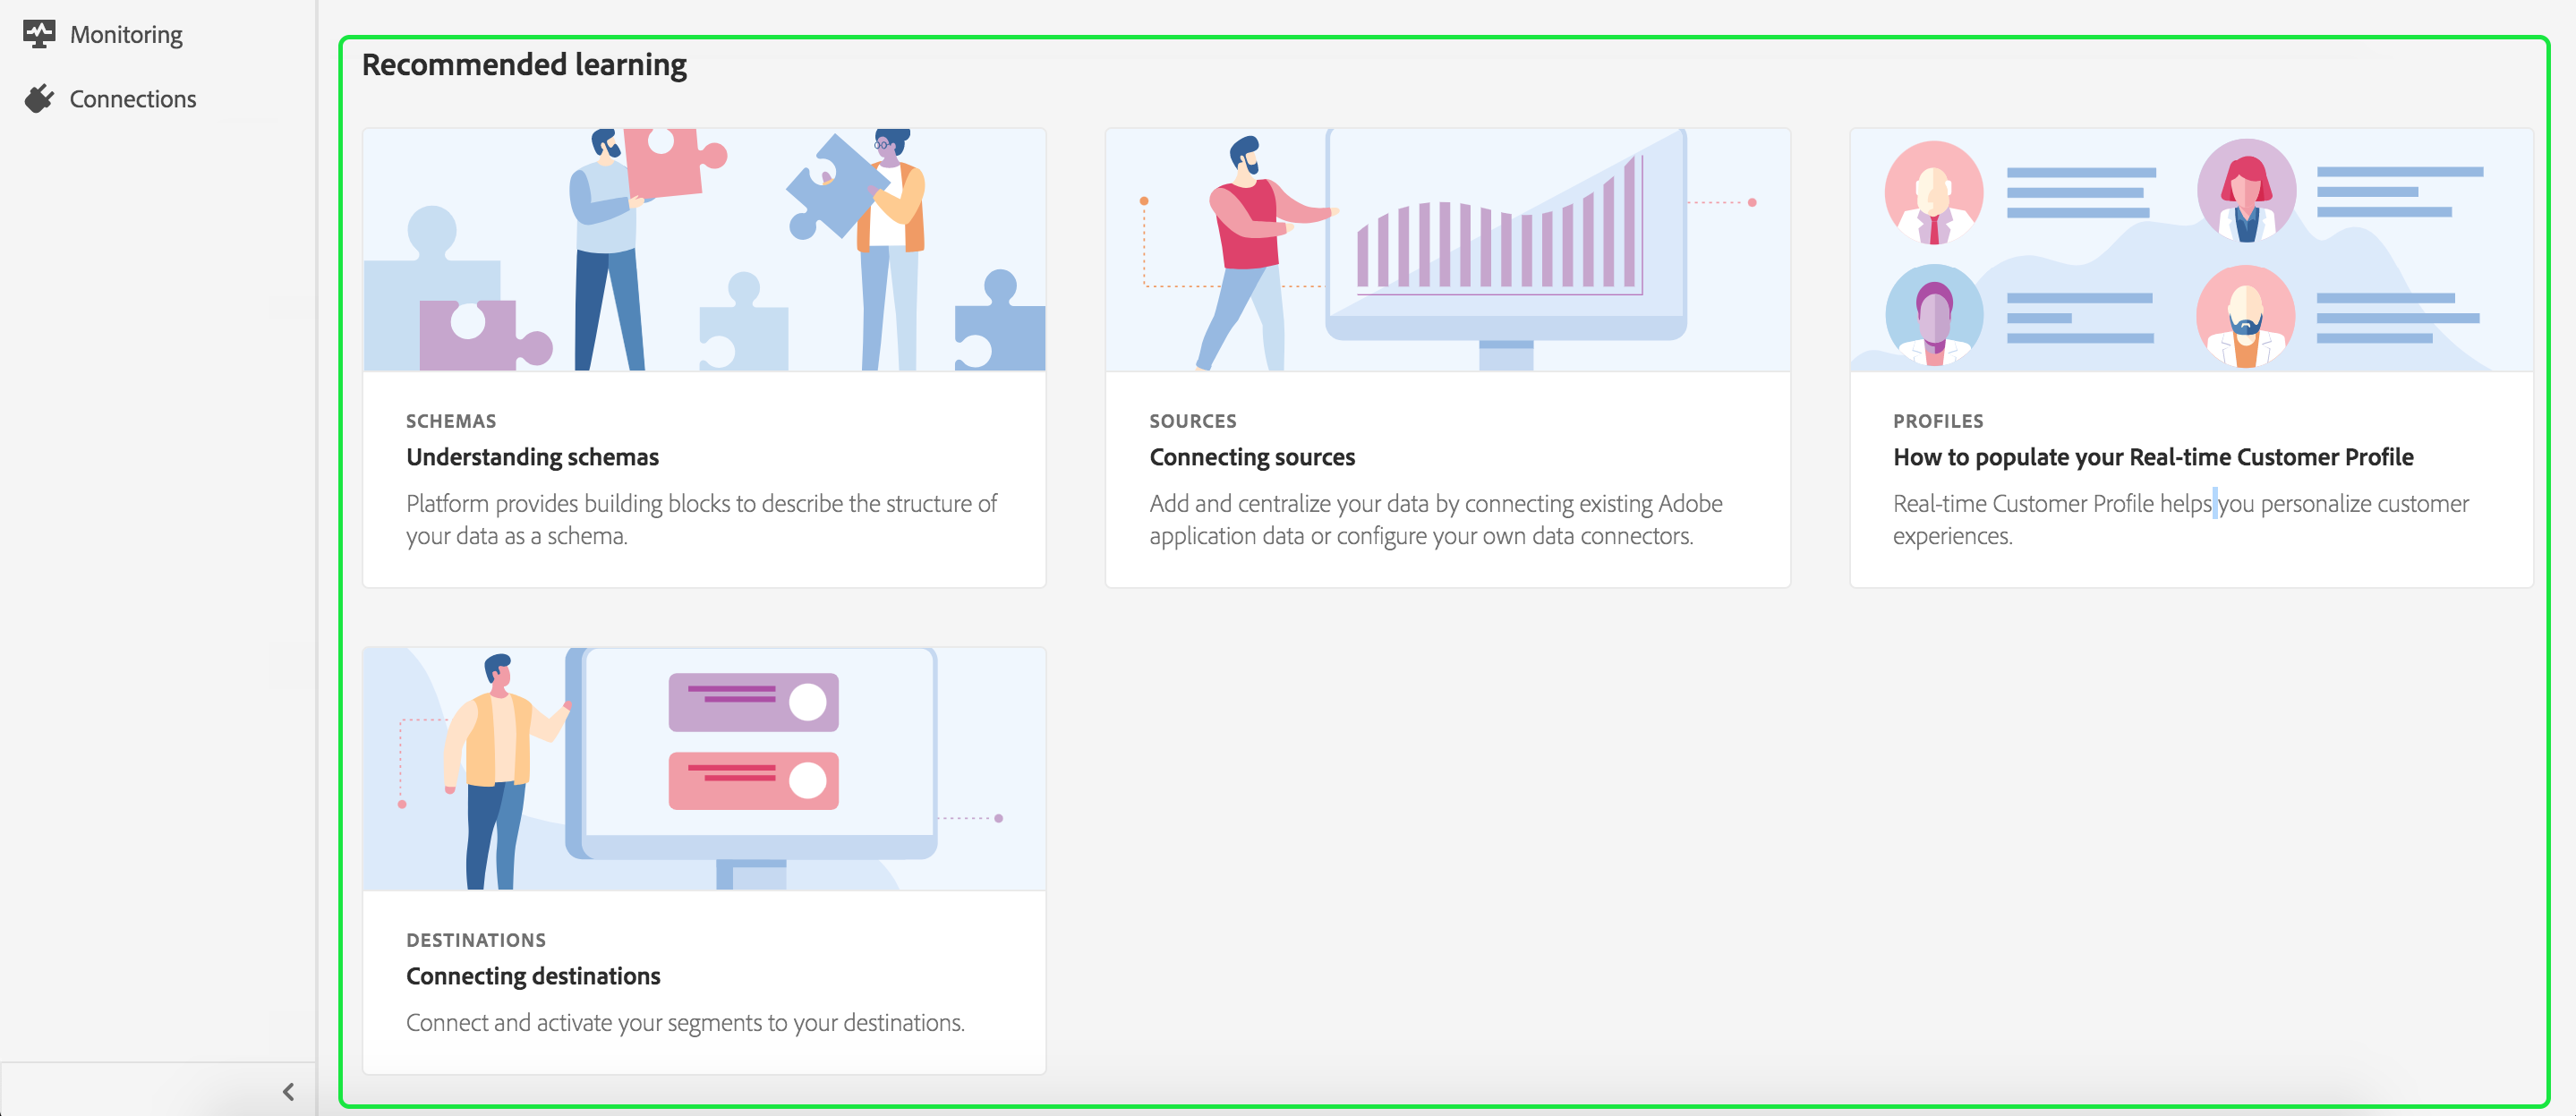 Monitoring
Connections
Recommended learning
SCHEMAS
Understanding schemas
Platform provides building blocks to describe the structure of
your data as a schema.
SOURCES
Connecting sources
Add and centralize your data by connecting existing Adobe
application data or configure your own data connectors.
PROFILES
How to populate your Real-time Customer Profile
Real-time Customer Profile helps you personalize customer
experiences.
DESTINATIONS
Connecting destinations
Connect and activate your segments to your destinations.